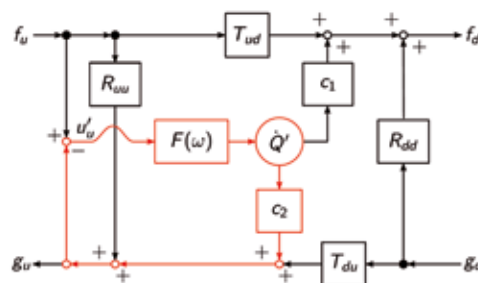 f_u T_ud + + + + f_d
R_uu c_1
+ − u'_u F(ω) Q̇' R_dd
c_2
+ + + +
g_u T_du g